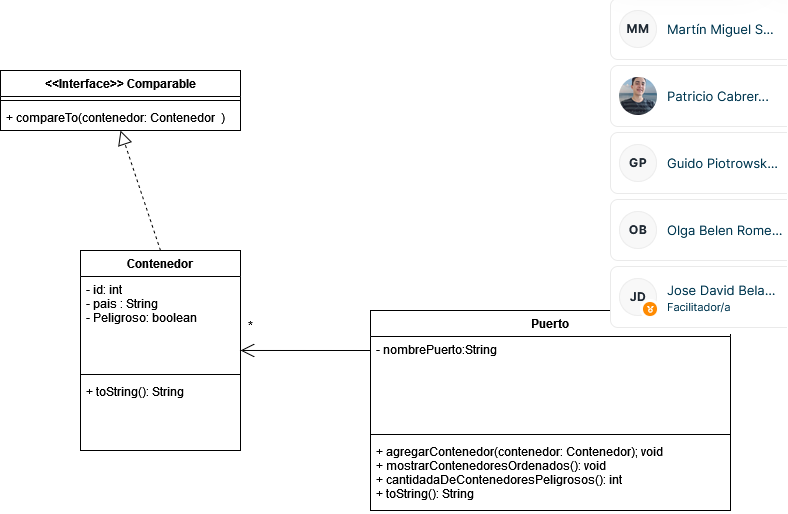 <<Interface>> Comparable
+ compareTo(contenedor: Contenedor )
Contenedor
- id: int
- pais : String
- Peligroso: boolean
+ toString(): String
*
Puerto
- nombrePuerto:String
+ agregarContenedor(contenedor: Contenedor); void
+ mostrarContenedoresOrdenados(): void
+ cantidadaDeContenedoresPeligrosos(): int
+ toString(): String
MM
Martín Miguel S...
Patricio Cabrer...
GP
Guido Piotrowsk...
OB
Olga Belen Rome...
JD
Jose David Bela...
Facilitador/a